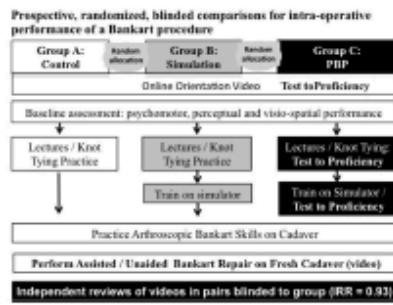 Prospective, randomized, blinded comparisons for intra-operative
performance of a Bankart procedure
Group A:
Control
Random
allocation
Group B:
Simulation
Random
allocation
Group C:
PBP
Online Orientation Video
Test to Proficiency
Baseline assessment: psychomotor, perceptual and visio-spatial performance
Lectures / Knot
Tying Practice
Lectures / Knot
Tying Practice
Lectures / Knot Tying:
Test to Proficiency
Train on simulator
Train on Simulator /
Test to Proficiency
Practice Arthroscopic Bankart Skills on Cadaver
Perform Assisted / Unaided Bankart Repair on Fresh Cadaver (video)
Independent reviews of videos in pairs blinded to group (IRR = 0.93)